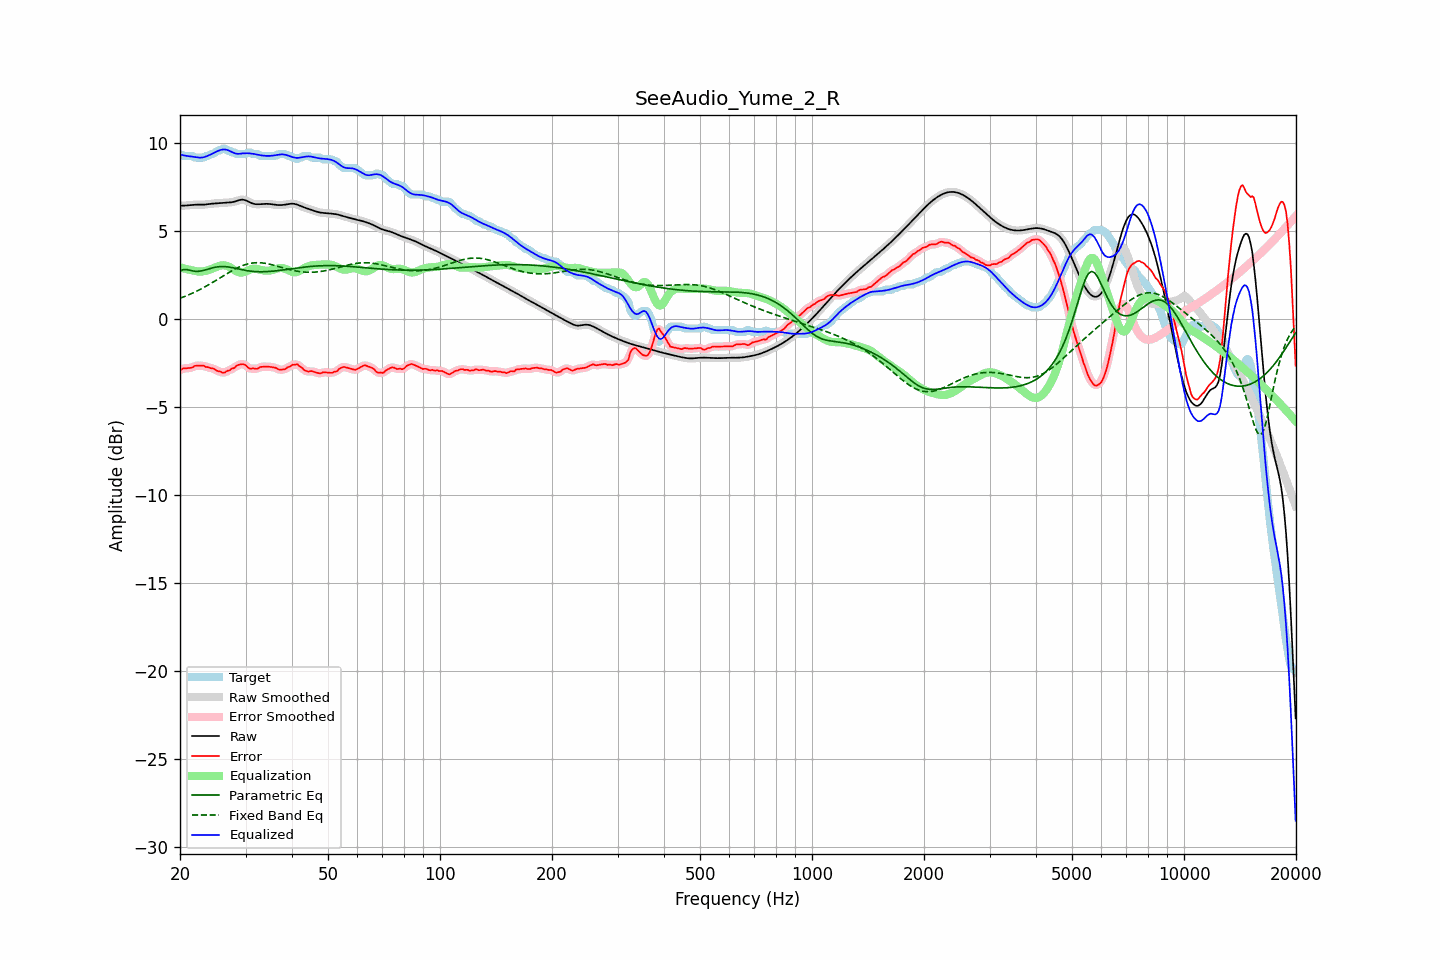 SeeAudio_Yume_2_R
10
5
0
−5
−10
−15
−20
−25
−30
Amplitude (dBr)
Target
Raw Smoothed
Error Smoothed
Raw
Error
Equalization
Parametric Eq
Fixed Band Eq
Equalized
20
50
100
200
500
1000
2000
5000
10000
20000
Frequency (Hz)